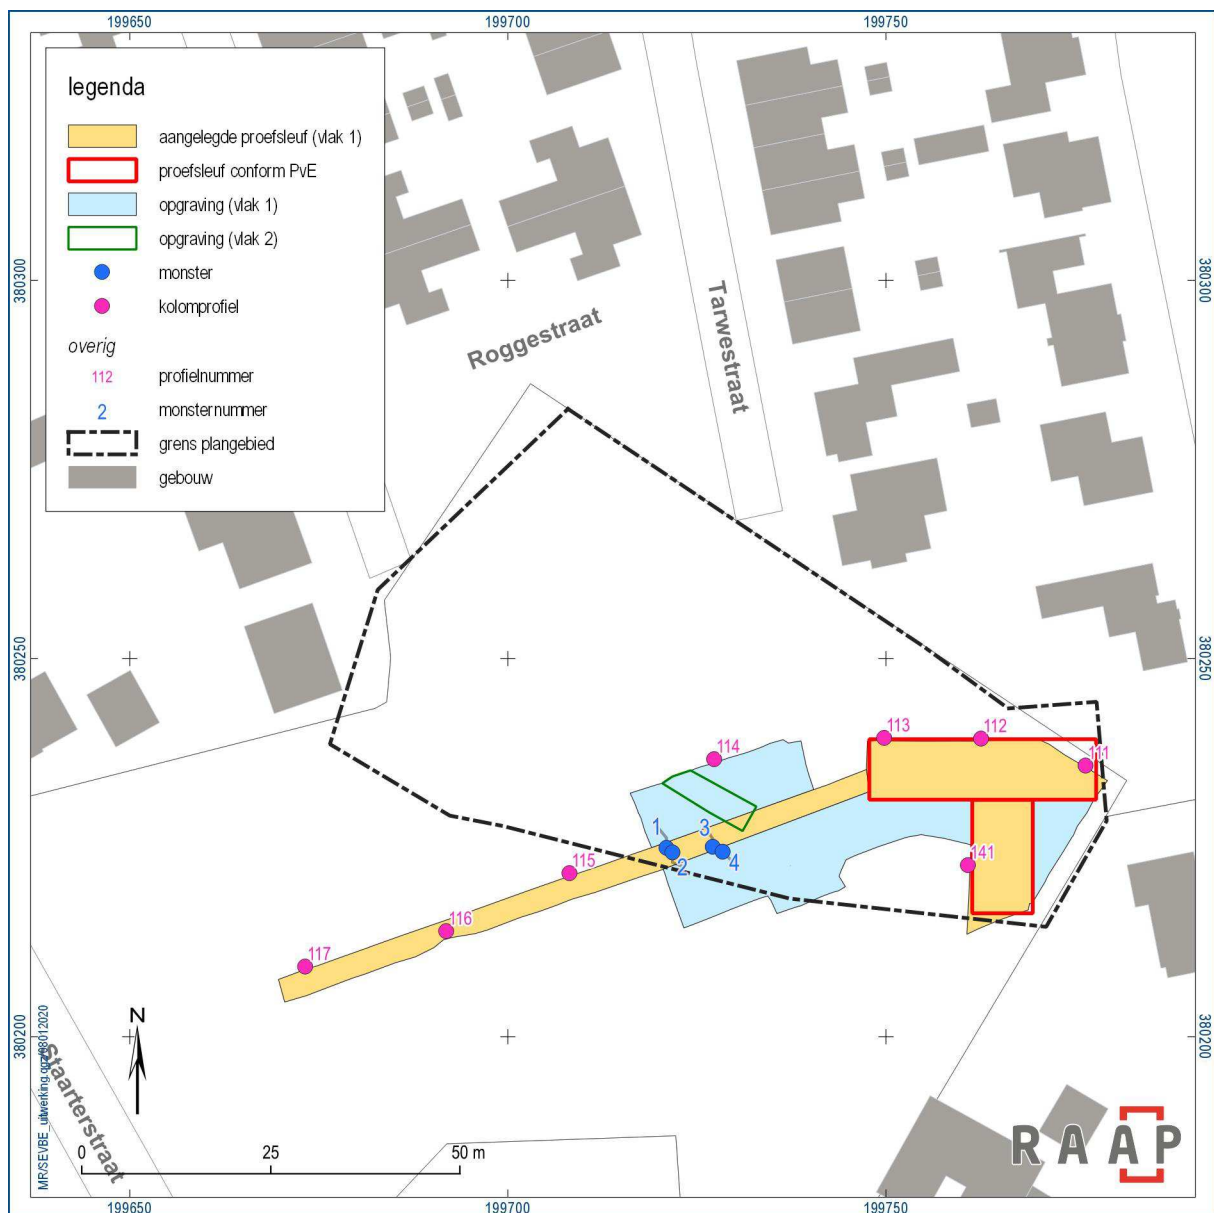 199650
199700
199750
legenda
aangelegde proefsleuf (vlak 1)
proefsleuf conform PvE
opgraving (vlak 1)
opgraving (vlak 2)
monster
kolomprofiel
overig
112
profielnummer
2
monsternummer
grens plangebied
gebouw
380300
380300
Roggestraat
Tarwestraat
380250
380250
113
112
111
114
1
3
2
4
115
141
116
117
380200
380200
N
Staarterstraat
0
25
50 m
RAAP
199650
199700
199750